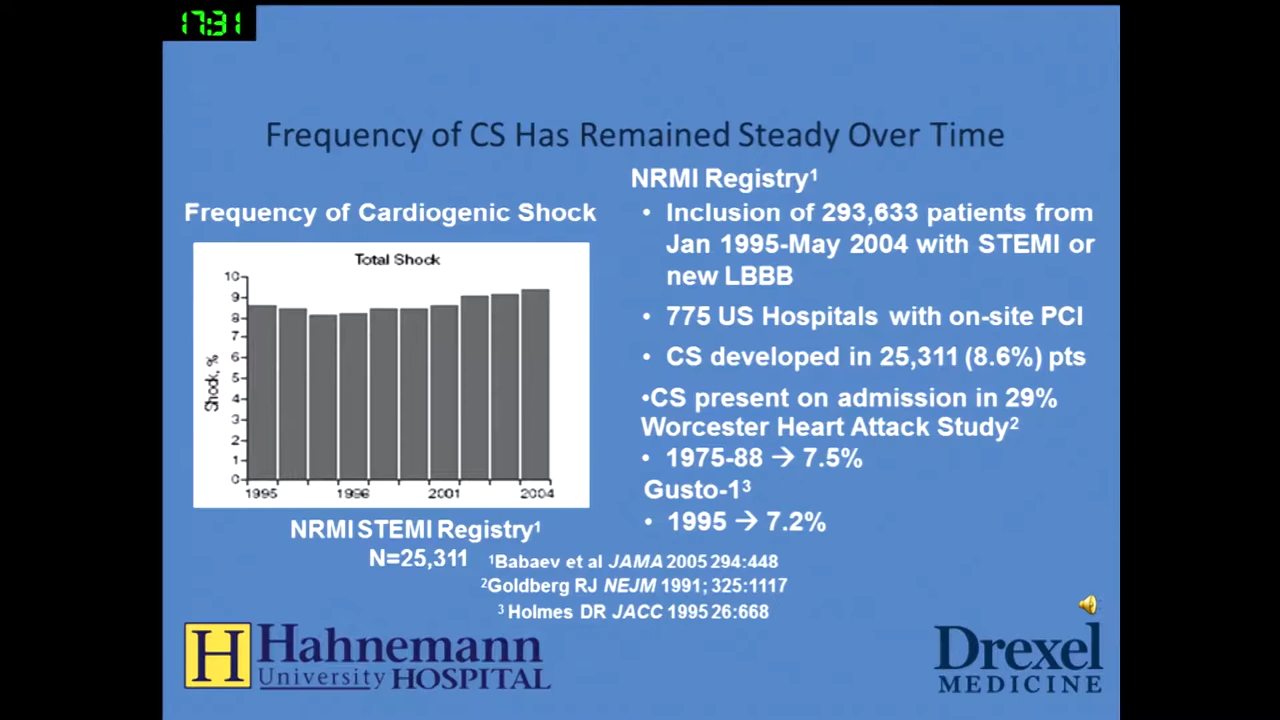 17:31
Frequency of CS Has Remained Steady Over Time
Frequency of Cardiogenic Shock
Total Shock
Shock, %
10
9
8
7
6
5
4
3
2
1
0
1995
1998
2001
2004
NRMI STEMI Registry¹
N=25,311
NRMI Registry¹
• Inclusion of 293,633 patients from
Jan 1995-May 2004 with STEMI or
new LBBB
• 775 US Hospitals with on-site PCI
• CS developed in 25,311 (8.6%) pts
•CS present on admission in 29%
Worcester Heart Attack Study²
• 1975-88 → 7.5%
Gusto-1³
• 1995 → 7.2%
¹Babaev et al JAMA 2005 294:448
²Goldberg RJ NEJM 1991; 325:1117
³ Holmes DR JACC 1995 26:668
H Hahnemann
University HOSPITAL
Drexel
MEDICINE